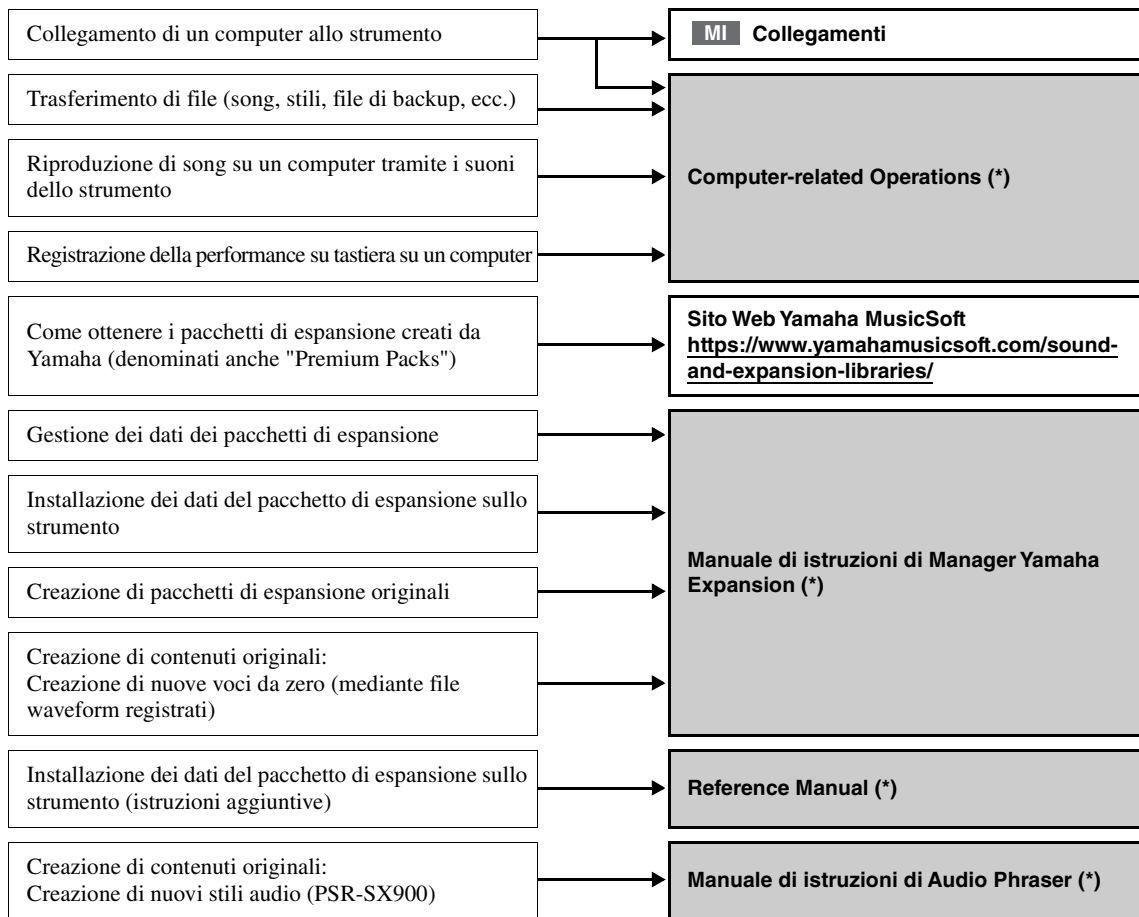 Collegamento di un computer allo strumento
MI Collegamenti
Trasferimento di file (song, stili, file di backup, ecc.)
Riproduzione di song su un computer tramite i suoni
dello strumento
Computer-related Operations (*)
Registrazione della performance su tastiera su un computer
Come ottenere i pacchetti di espansione creati da
Yamaha (denominati anche "Premium Packs")
Sito Web Yamaha MusicSoft
https://www.yamahamusicsoft.com/sound-
and-expansion-libraries/
Gestione dei dati dei pacchetti di espansione
Installazione dei dati del pacchetto di espansione sullo
strumento
Creazione di pacchetti di espansione originali
Creazione di contenuti originali:
Creazione di nuove voci da zero (mediante file
waveform registrati)
Manuale di istruzioni di Manager Yamaha
Expansion (*)
Installazione dei dati del pacchetto di espansione sullo
strumento (istruzioni aggiuntive)
Reference Manual (*)
Creazione di contenuti originali:
Creazione di nuovi stili audio (PSR-SX900)
Manuale di istruzioni di Audio Phraser (*)